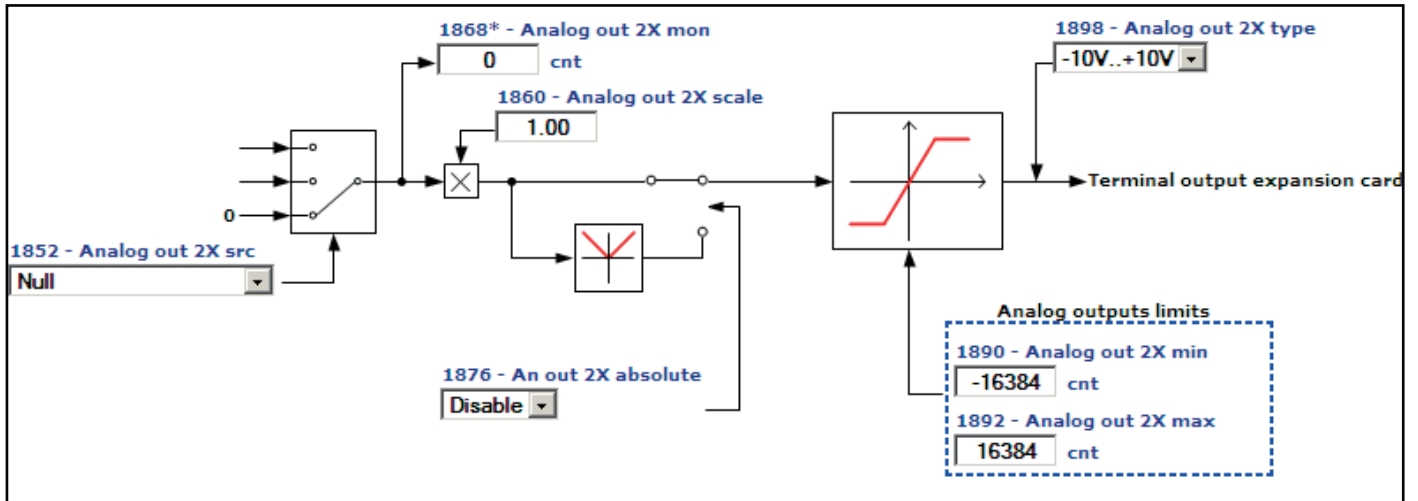 1868* - Analog out 2X mon
0 cnt
1898 - Analog out 2X type
-10V..+10V
1860 - Analog out 2X scale
1.00
Terminal output expansion card
0
1852 - Analog out 2X src
Null
1876 - An out 2X absolute
Disable
Analog outputs limits
1890 - Analog out 2X min
-16384 cnt
1892 - Analog out 2X max
16384 cnt